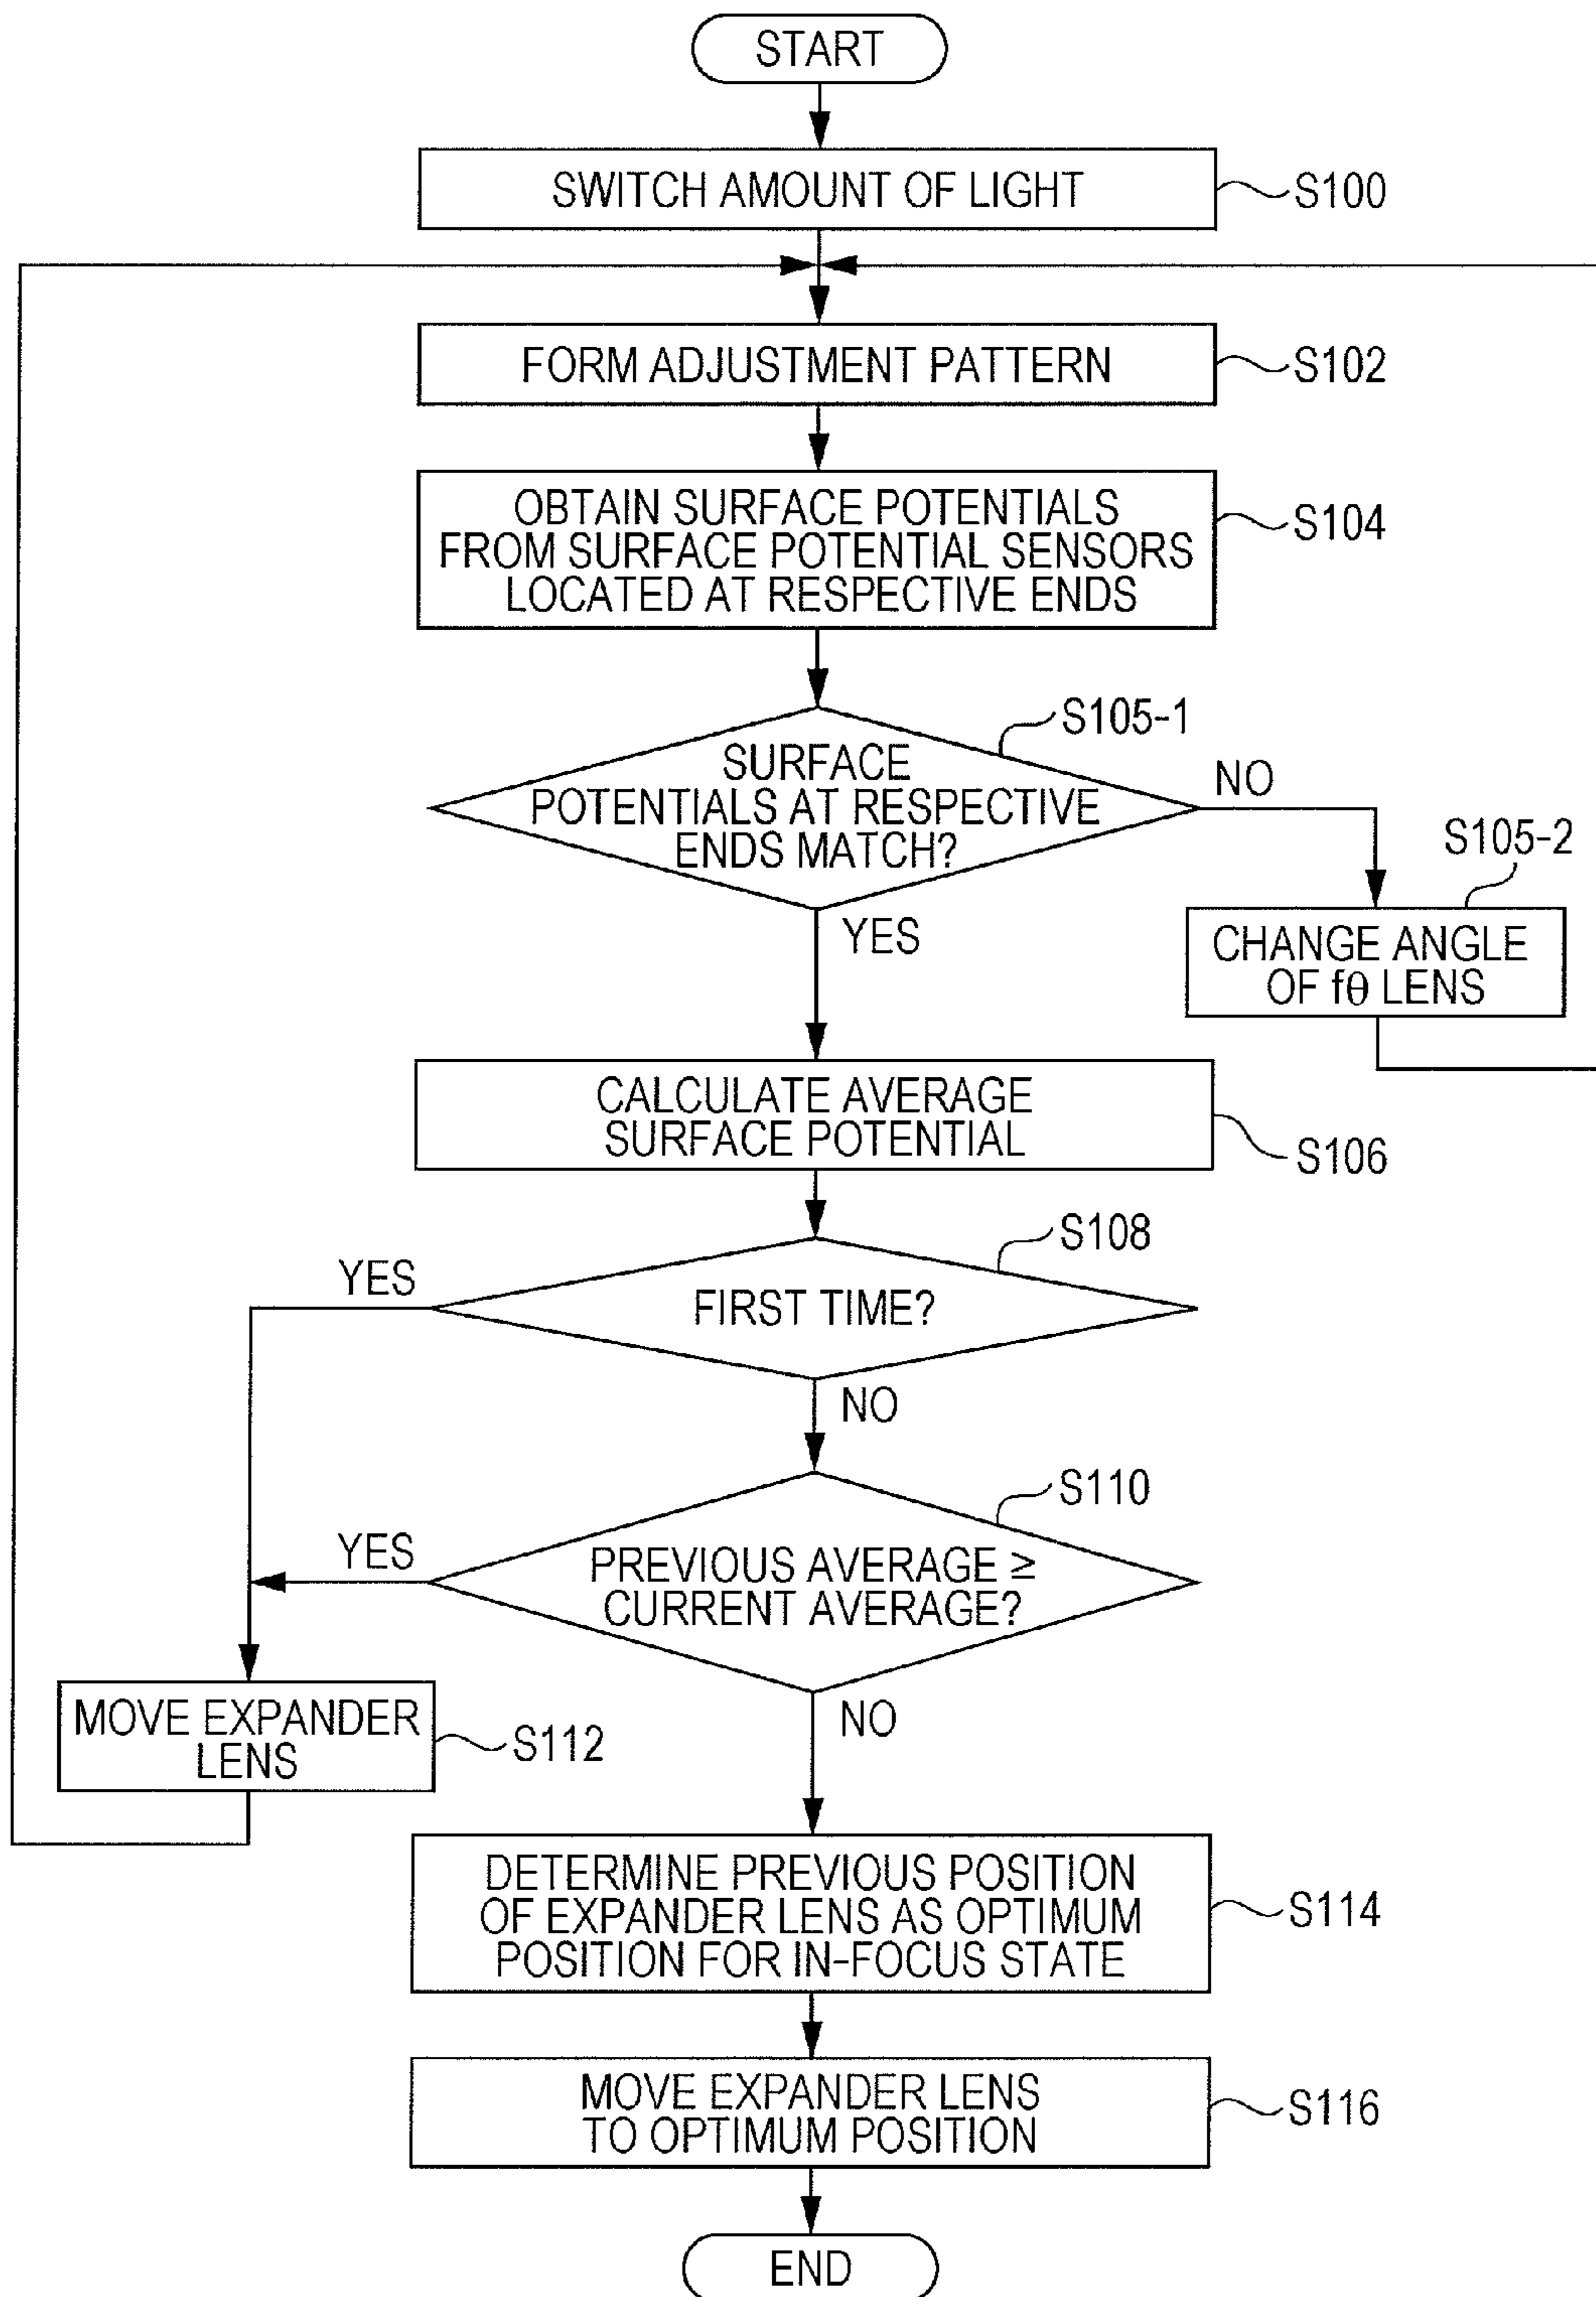 START
SWITCH AMOUNT OF LIGHT
S100
FORM ADJUSTMENT PATTERN
S102
OBTAIN SURFACE POTENTIALS
FROM SURFACE POTENTIAL SENSORS
LOCATED AT RESPECTIVE ENDS
S104
S105-1
SURFACE
POTENTIALS AT RESPECTIVE
ENDS MATCH?
NO
YES
S105-2
CHANGE ANGLE
OF fθ LENS
CALCULATE AVERAGE
SURFACE POTENTIAL
S106
S108
FIRST TIME?
YES
NO
S110
PREVIOUS AVERAGE ≥
CURRENT AVERAGE?
YES
NO
MOVE EXPANDER
LENS
S112
DETERMINE PREVIOUS POSITION
OF EXPANDER LENS AS OPTIMUM
POSITION FOR IN-FOCUS STATE
S114
MOVE EXPANDER LENS
TO OPTIMUM POSITION
S116
END